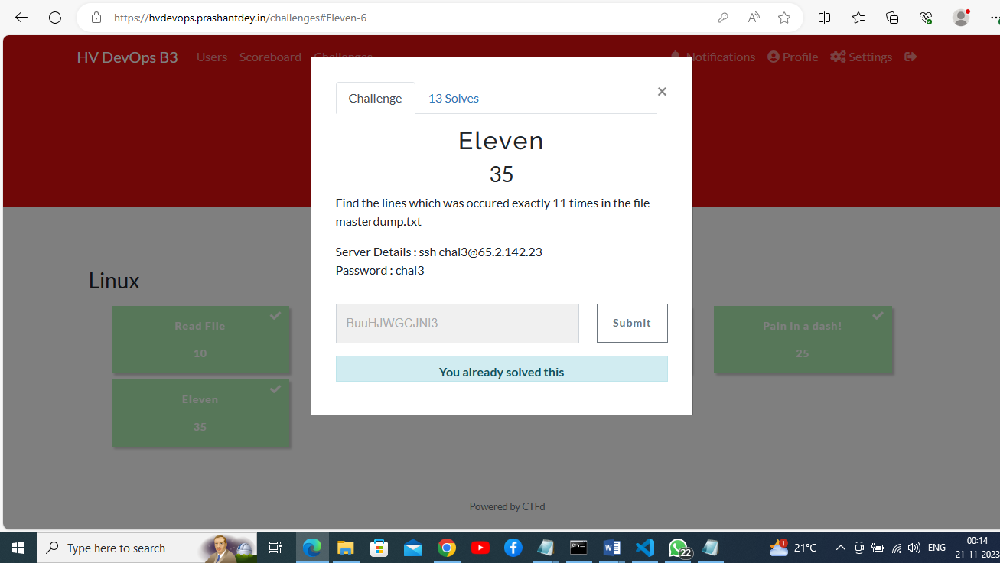 https://hvdevops.prashantdey.in/challenges#Eleven-6
HV DevOps B3 Users Scoreboard Challenges Notifications Profile Settings
Challenge 13 Solves ×
Eleven
35
Find the lines which was occured exactly 11 times in the file
masterdump.txt
Server Details : ssh chal3@65.2.142.23
Password : chal3
Linux
Read File
10
Pain in a dash!
25
BuuHJWGCJNI3 Submit
You already solved this
Eleven
35
Powered by CTFd
Type here to search
22
1
21°C
ENG
00:14
21-11-2023